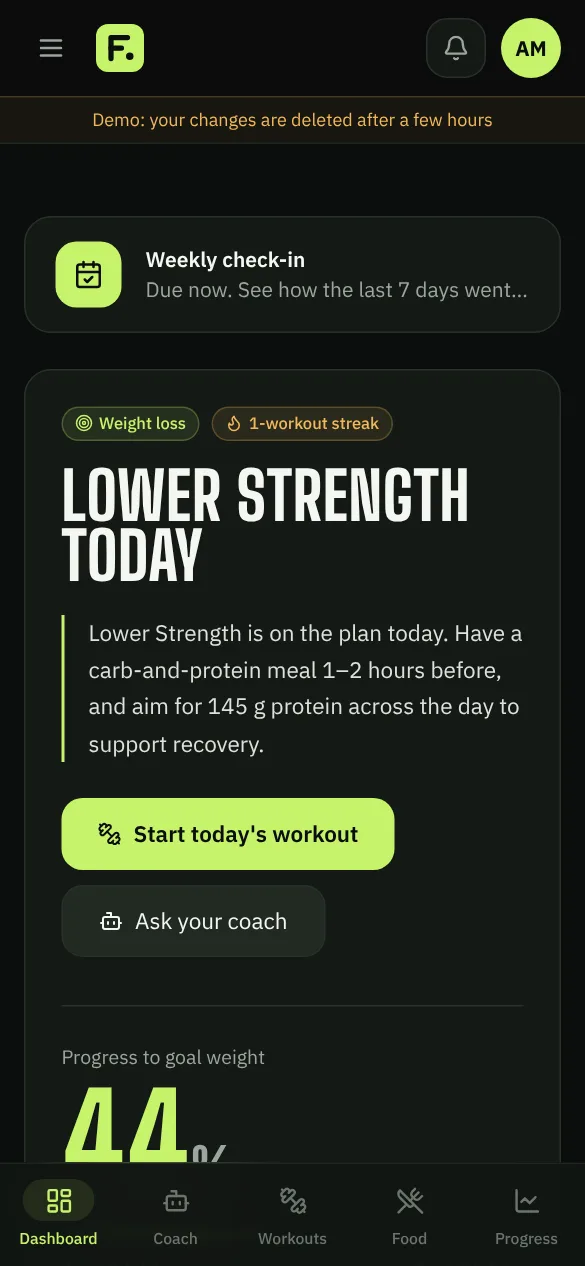 F.
AM
Demo: your changes are deleted after a few hours
Weekly check-in
Due now. See how the last 7 days went...
Weight loss
1-workout streak
LOWER STRENGTH
TODAY
Lower Strength is on the plan today. Have a
carb-and-protein meal 1–2 hours before,
and aim for 145 g protein across the day to
support recovery.
Start today's workout
Ask your coach
Progress to goal weight
44%
Dashboard
Coach
Workouts
Food
Progress